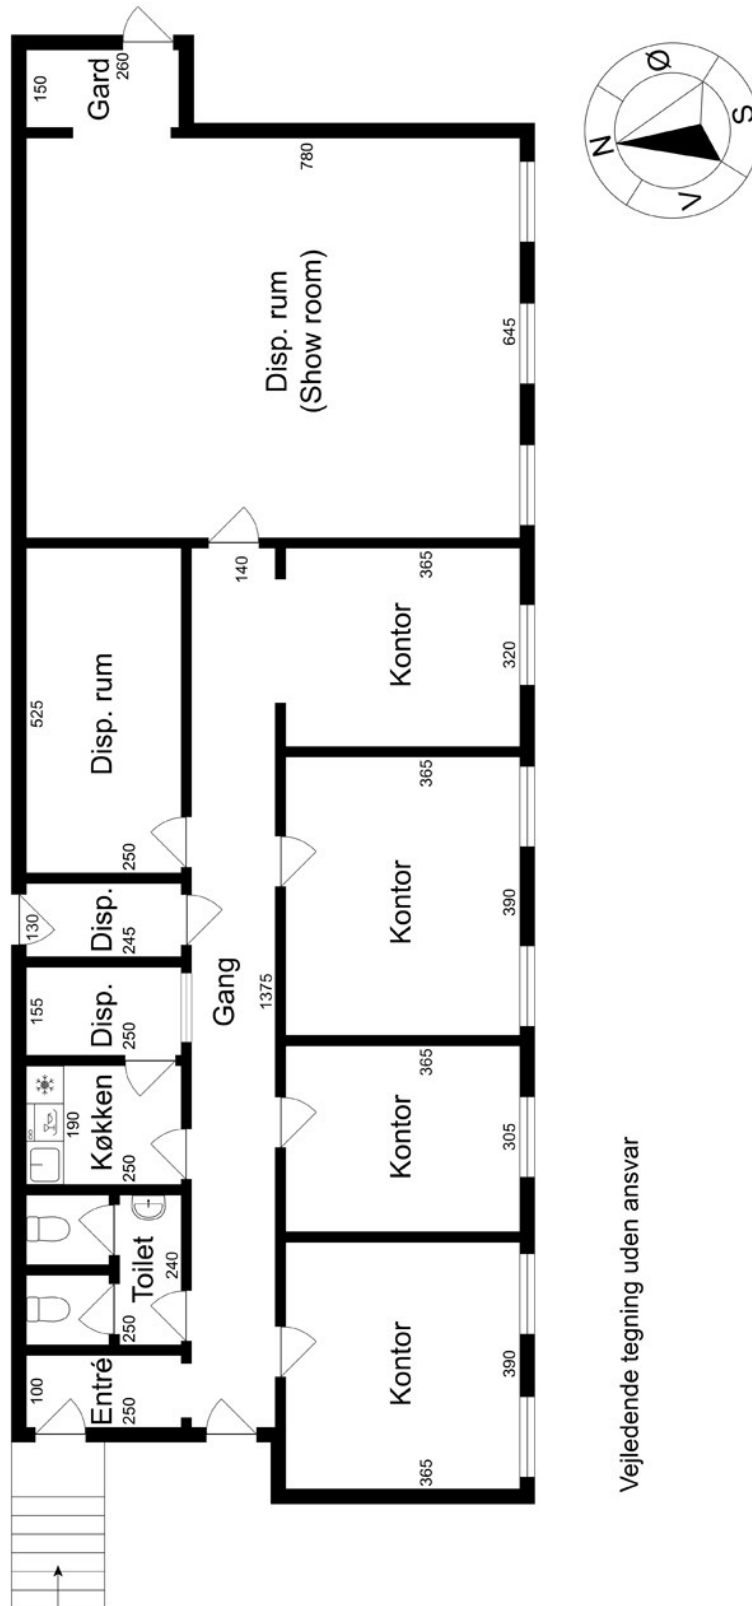 Gard
150
260
780
Disp. rum
(Show room)
645
140
Kontor
365
320
Disp. rum
525
250
Kontor
365
390
Disp.
130
245
Disp.
155
250
Gang
1375
Køkken
190
250
Kontor
365
305
Toilet
240
250
Entré
100
250
Kontor
365
390
N
Ø
S
V
Vejledende tegning uden ansvar